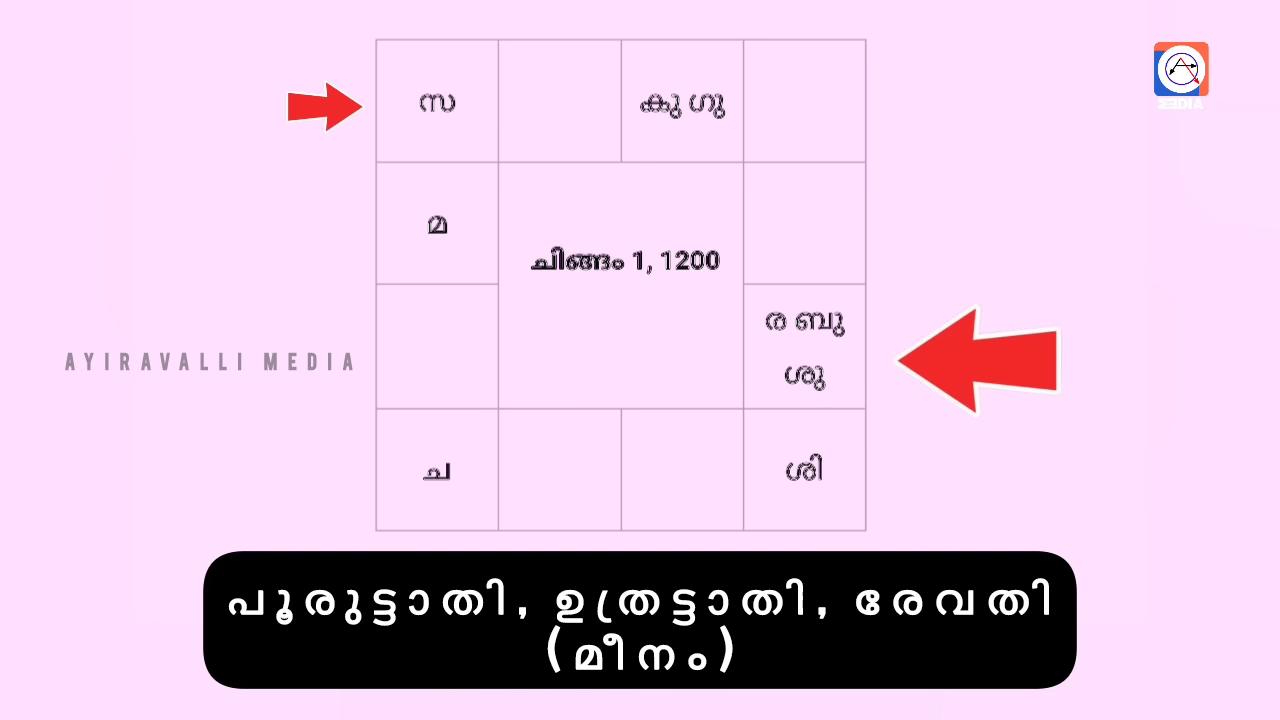 സ
കു ഗു
മ
ചിങ്ങം 1, 1200
ര ബു
ശു
AYIRAVALLI MEDIA
ച
ശി
പൂരുട്ടാതി, ഉത്രട്ടാതി, രേവതി
(മീനം)